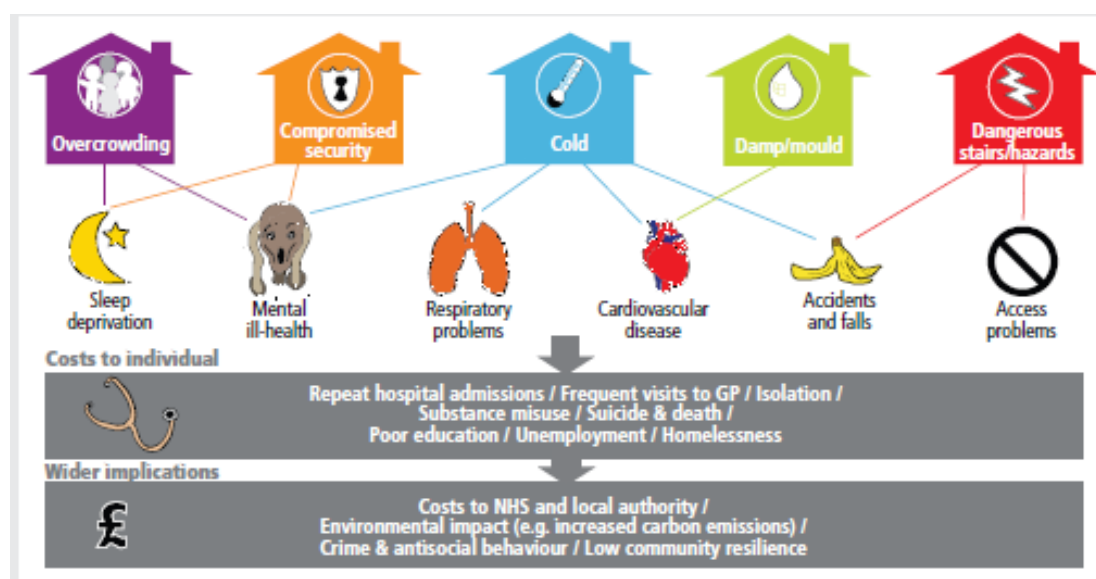 Overcrowding
Compromised
security
Cold
Damp/mould
Dangerous
stairs/hazards
Sleep
deprivation
Mental
ill-health
Respiratory
problems
Cardiovascular
disease
Accidents
and falls
Access
problems
Costs to individual
Repeat hospital admissions / Frequent visits to GP / Isolation /
Substance misuse / Suicide & death /
Poor education / Unemployment / Homelessness
Wider implications
£
Costs to NHS and local authority /
Environmental impact (e.g. increased carbon emissions) /
Crime & antisocial behaviour / Low community resilience